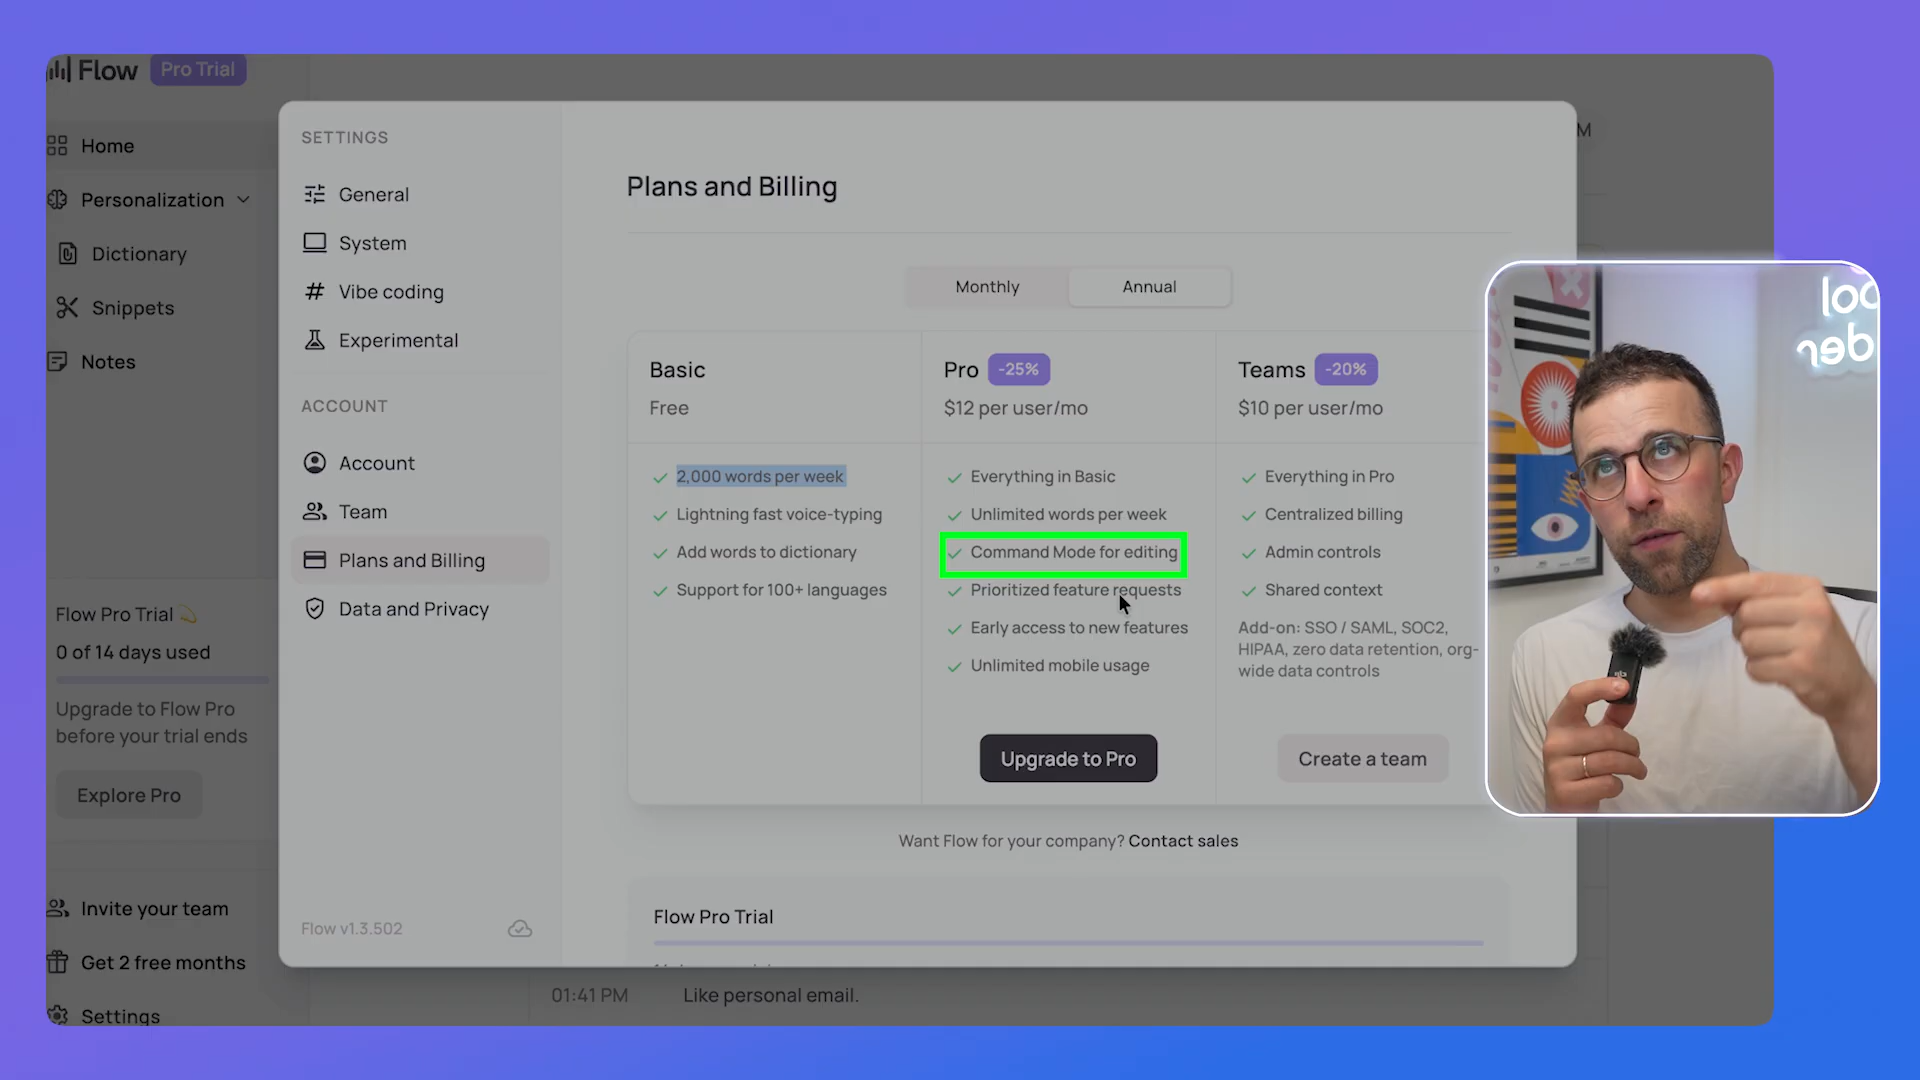 Flow Pro Trial
Home
Personalization
Dictionary
Snippets
Notes
Flow Pro Trial
0 of 14 days used
Upgrade to Flow Pro
before your trial ends
Explore Pro
Invite your team
Get 2 free months
Settings
SETTINGS
General
System
Vibe coding
Experimental
ACCOUNT
Account
Team
Plans and Billing
Data and Privacy
Flow v1.3.502
Plans and Billing
Monthly Annual
Basic
Free
2,000 words per week
Lightning fast voice-typing
Add words to dictionary
Support for 100+ languages
Pro -25%
$12 per user/mo
Everything in Basic
Unlimited words per week
Command Mode for editing
Prioritized feature requests
Early access to new features
Unlimited mobile usage
Upgrade to Pro
Teams -20%
$10 per user/mo
Everything in Pro
Centralized billing
Admin controls
Shared context
Add-on: SSO / SAML, SOC2,
HIPAA, zero data retention, org-
wide data controls
Create a team
Want Flow for your company? Contact sales
Flow Pro Trial
01:41 PM Like personal email.
M